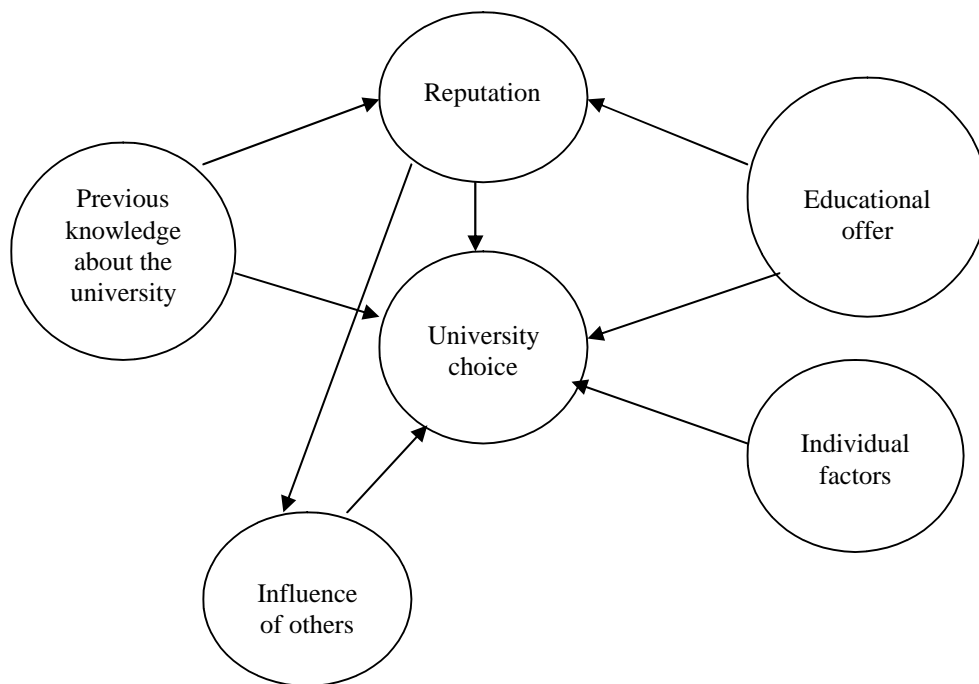 Reputation
Previous
knowledge
about the
university
Educational
offer
University
choice
Individual
factors
Influence
of others